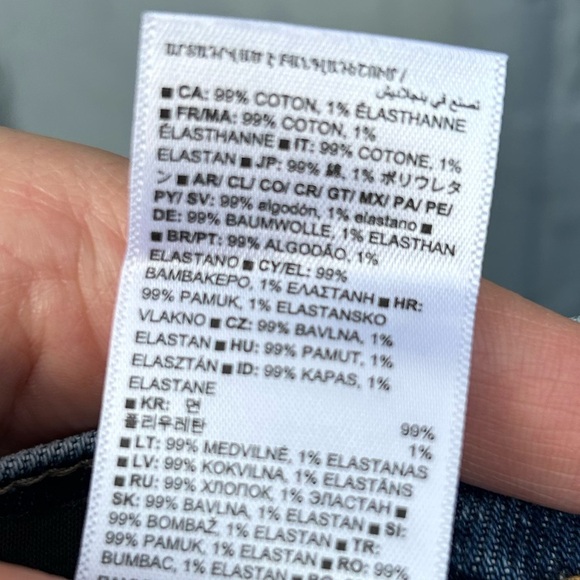 ԱՐՏԱԴՐՎԱԾ Է ԲԱՆԳԼԱԴԵՇՈՒՄ /
تصنع في بنجلاديش
■ CA: 99% COTON, 1% ÉLASTHANNE
■ FR/MA: 99% COTON, 1%
ÉLASTHANNE ■ IT: 99% COTONE, 1%
ELASTAN ■ JP: 99% 綿, 1% ポリウレタ
ン ■ AR/ CL/ CO/ CR/ GT/ MX/ PA/ PE/
PY/ SV: 99% algodón, 1% elastano ■
DE: 99% BAUMWOLLE, 1% ELASTHAN
■ BR/PT: 99% ALGODÃO, 1%
ELASTANO ■ CY/EL: 99%
ΒΑΜΒΑΚΕΡΟ, 1% ΕΛΑΣΤΑΝΗ ■ HR:
99% PAMUK, 1% ELASTANSKO
VLAKNO ■ CZ: 99% BAVLNA, 1%
ELASTAN ■ HU: 99% PAMUT, 1%
ELASZTÁN ■ ID: 99% KAPAS, 1%
ELASTANE
■ KR: 면 99%
폴리우레탄 1%
■ LT: 99% MEDVILNĖ, 1% ELASTANAS
■ LV: 99% KOKVILNA, 1% ELASTĀNS
■ RU: 99% ХЛОПОК, 1% ЭЛАСТАН ■
SK: 99% BAVLNA, 1% ELASTAN ■ SI:
99% BOMBAŽ, 1% ELASTAN ■ TR:
99% PAMUK, 1% ELASTAN ■ RO: 99%
BUMBAC, 1% ELASTAN ■